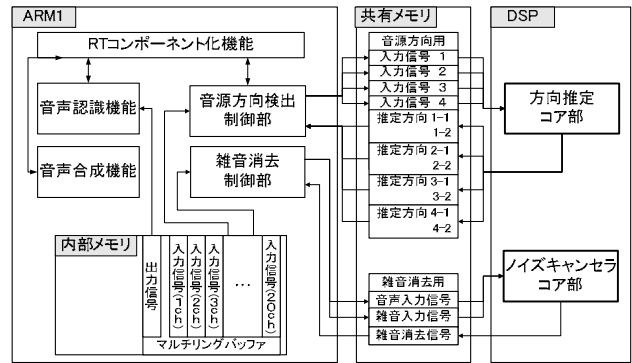 ARM1
RTコンポーネント化機能
音声認識機能
音声合成機能
音源方向検出
制御部
雑音消去
制御部
内部メモリ
出力信号
入力信号(1ch)
入力信号(2ch)
入力信号(3ch)
…
入力信号(20ch)
マルチリングバッファ
共有メモリ
音源方向用
入力信号 1
入力信号 2
入力信号 3
入力信号 4
推定方向1-1
1-2
推定方向2-1
2-2
推定方向3-1
3-2
推定方向4-1
4-2
雑音消去用
音声入力信号
雑音入力信号
雑音消去信号
DSP
方向推定
コア部
ノイズキャンセラ
コア部